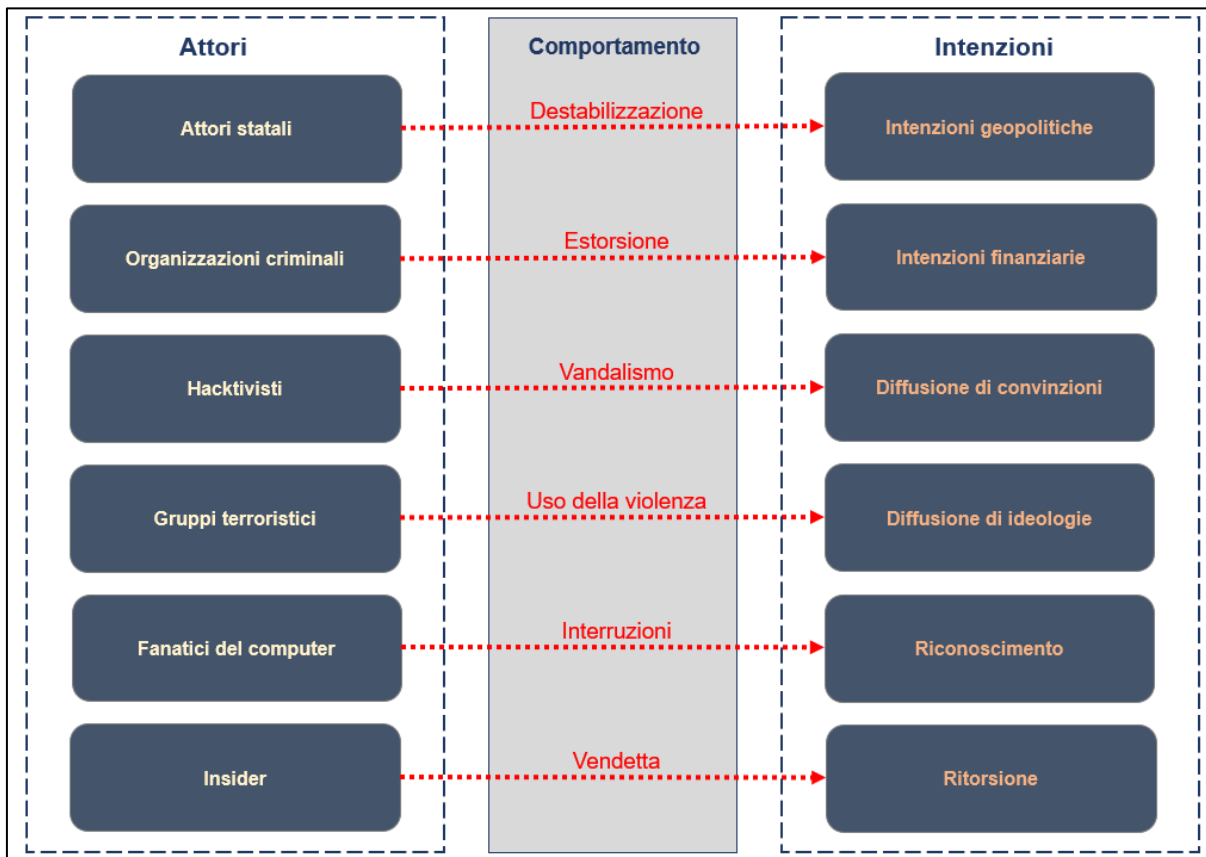 Attori
Comportamento
Intenzioni
Attori statali
Destabilizzazione
Intenzioni geopolitiche
Organizzazioni criminali
Estorsione
Intenzioni finanziarie
Hacktivisti
Vandalismo
Diffusione di convinzioni
Gruppi terroristici
Uso della violenza
Diffusione di ideologie
Fanatici del computer
Interruzioni
Riconoscimento
Insider
Vendetta
Ritorsione